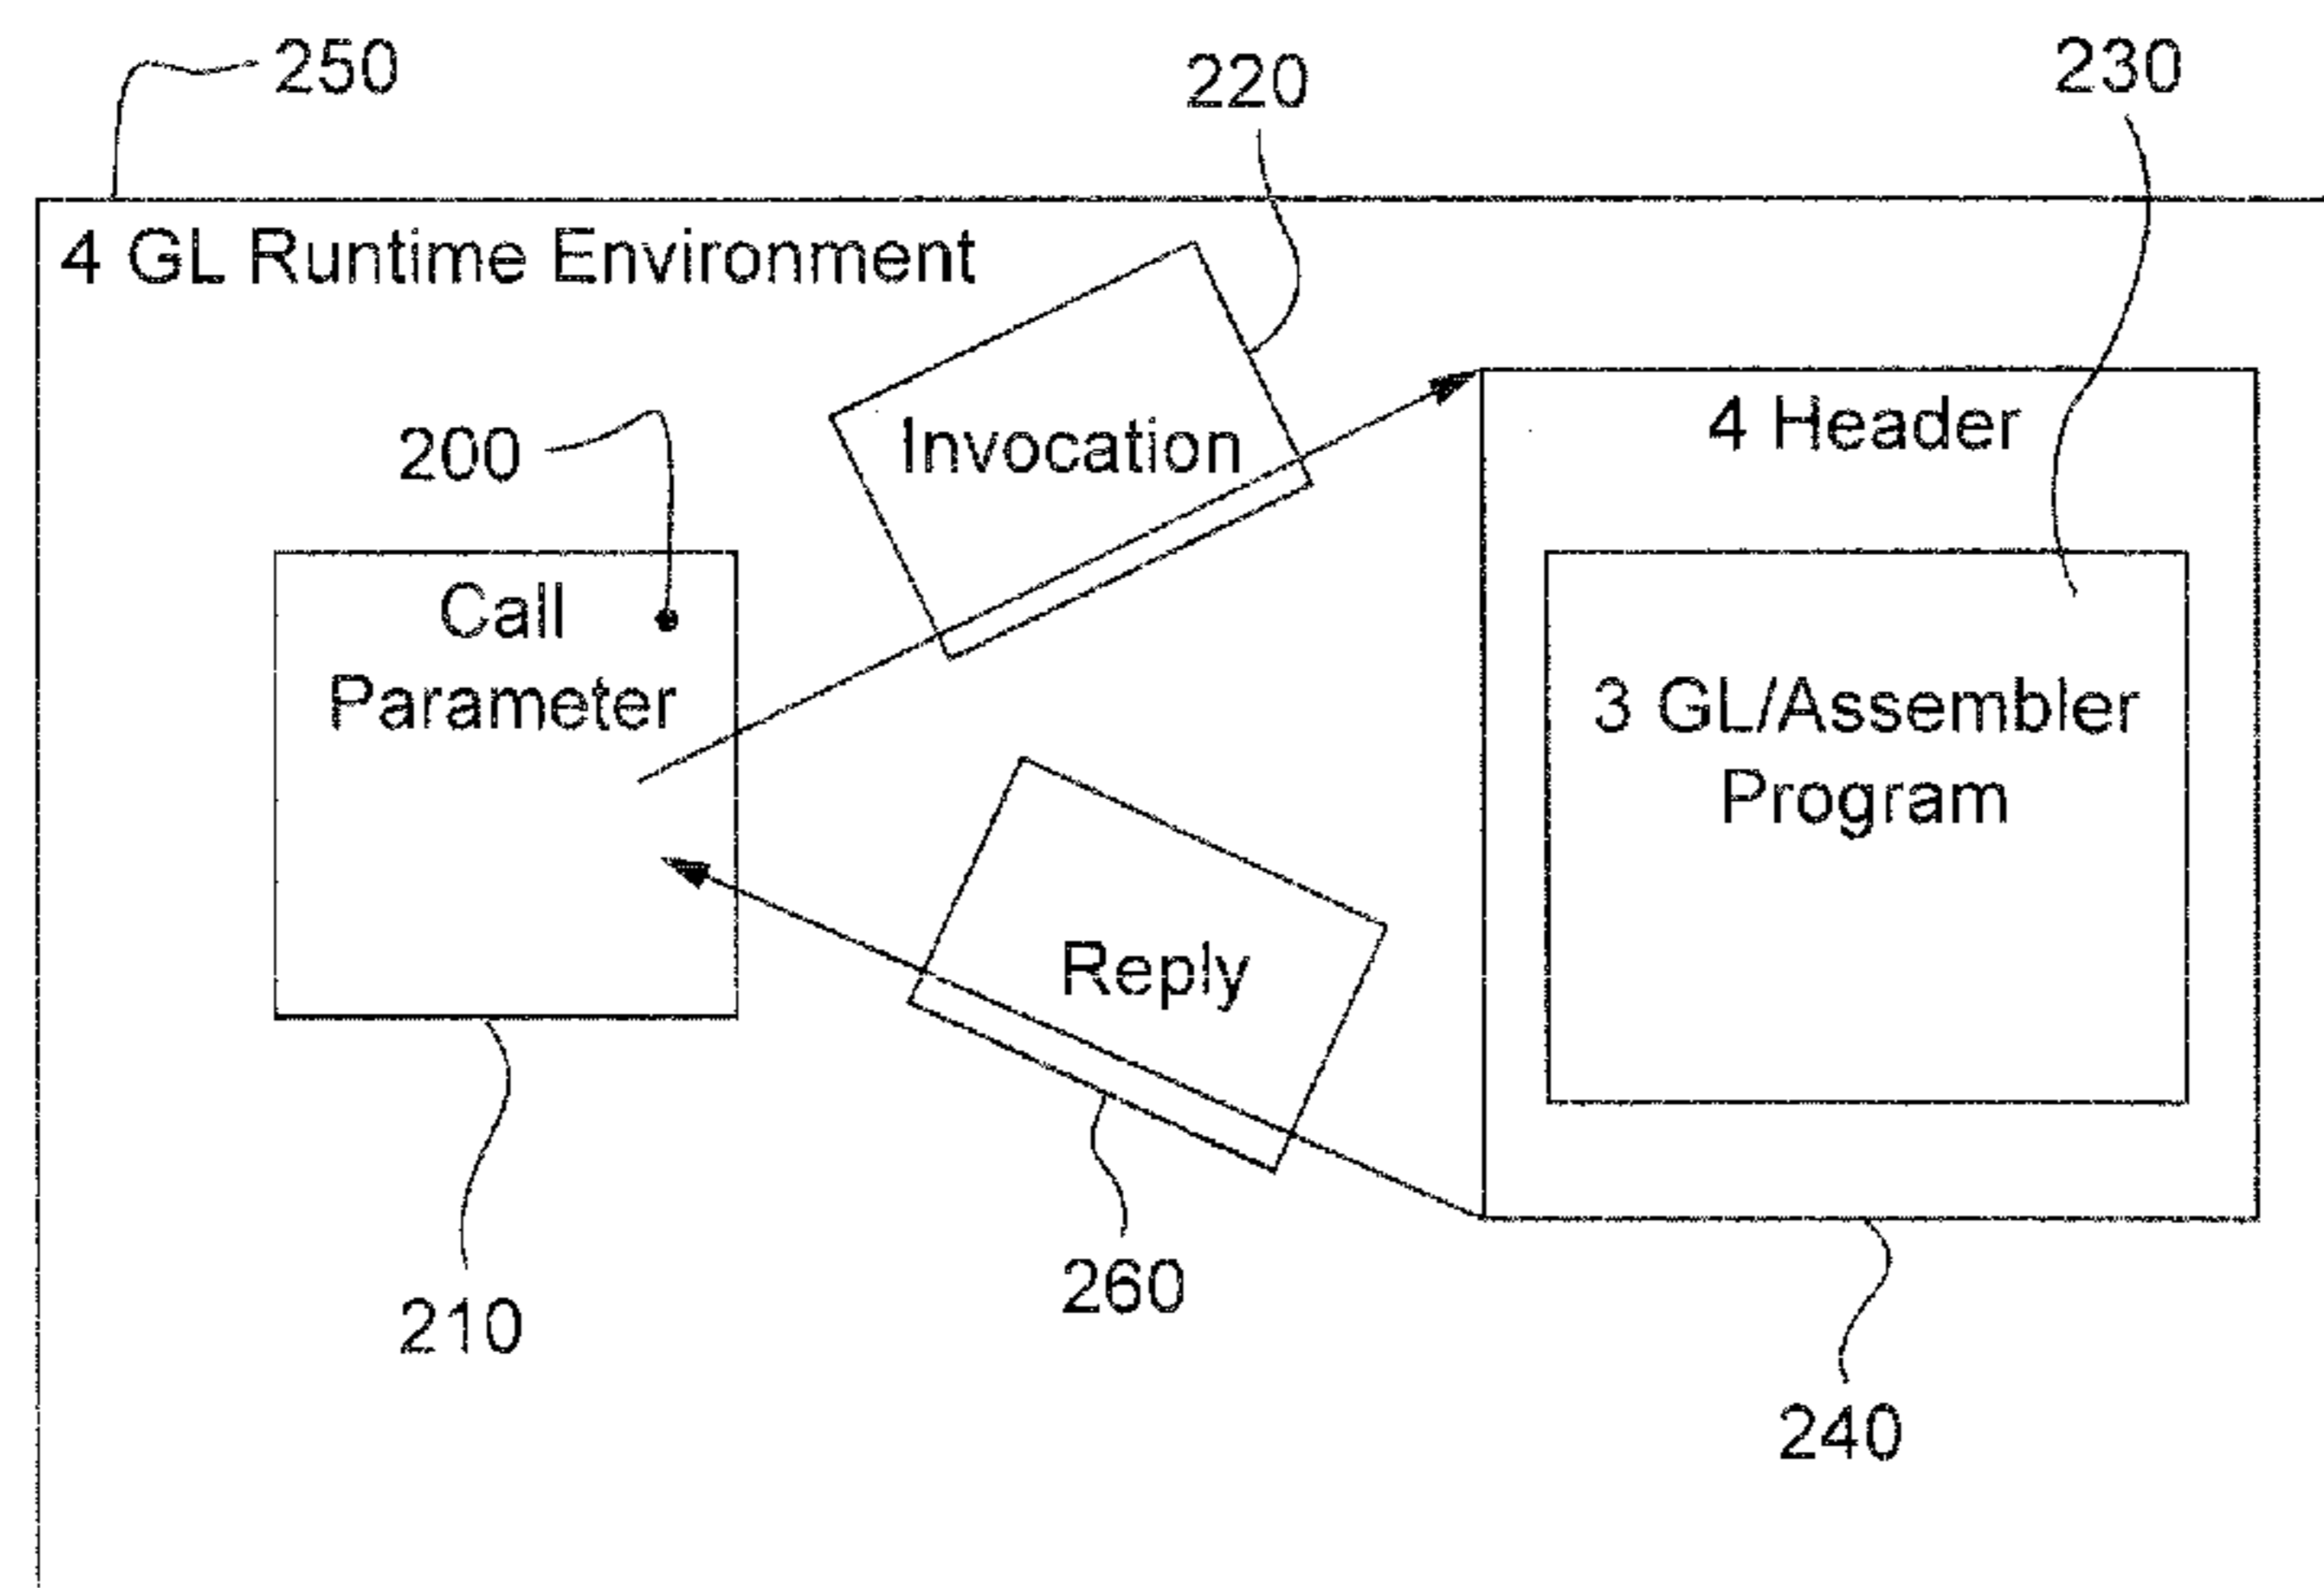 250
220
230
4 GL Runtime Environment
200
Invocation
4 Header
Call
Parameter
3 GL/Assembler
Program
Reply
260
210
240